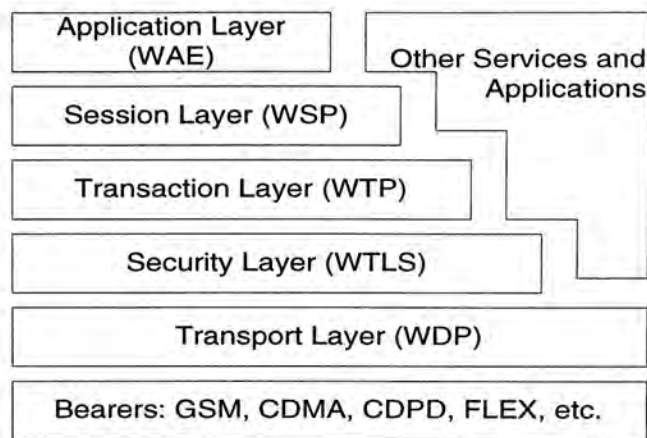 Application Layer
(WAE)
Other Services and
Applications
Session Layer (WSP)
Transaction Layer (WTP)
Security Layer (WTLS)
Transport Layer (WDP)
Bearers: GSM, CDMA, CDPD, FLEX, etc.